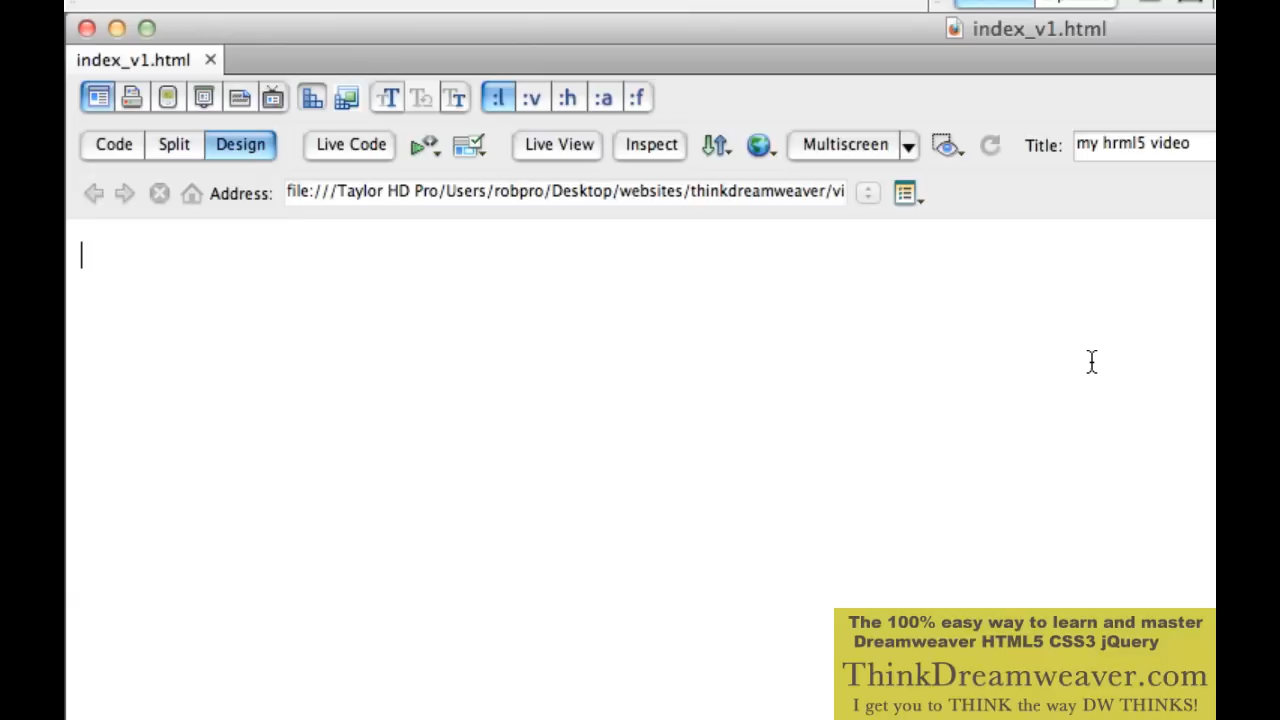 index_v1.html
index_v1.html
:l :v :h :a :f
Code Split Design Live Code Live View Inspect Multiscreen Title: my hrml5 video
Address: file:///Taylor HD Pro/Users/robpro/Desktop/websites/thinkdreamweaver/vi
The 100% easy way to learn and master
Dreamweaver HTML5 CSS3 jQuery
ThinkDreamweaver.com
I get you to THINK the way DW THINKS!